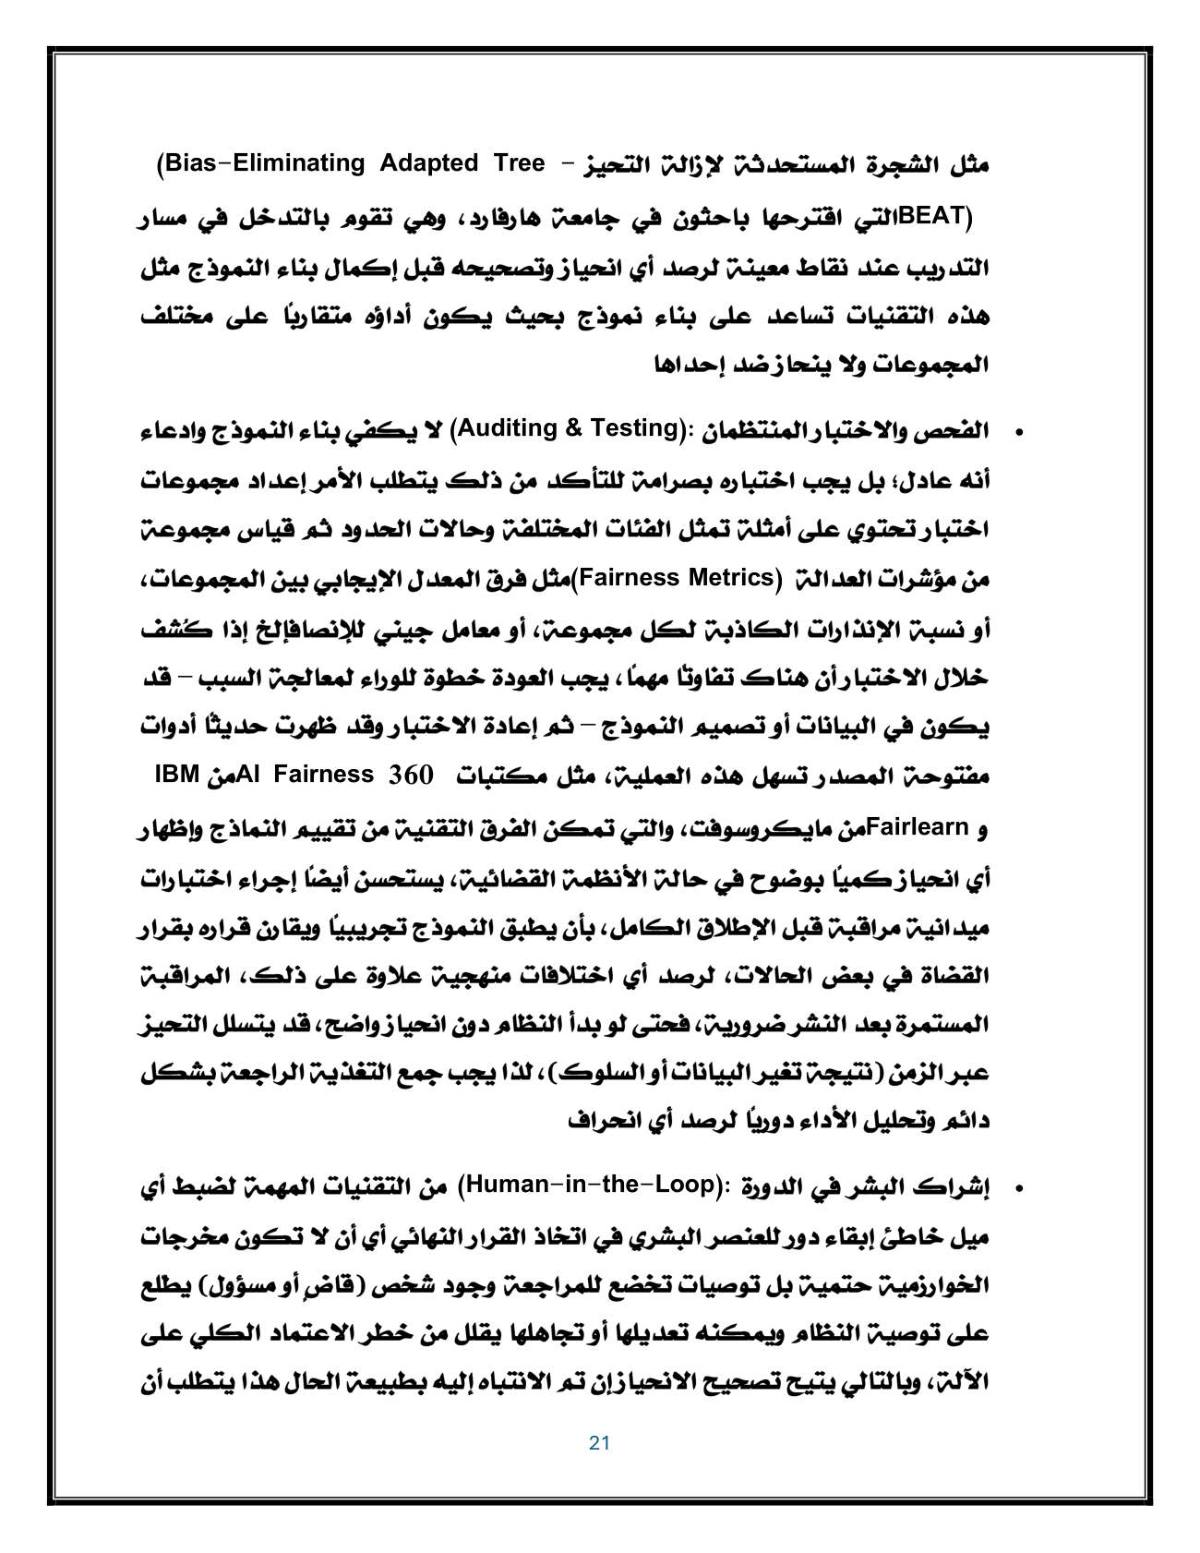 مثل الشجرة المستحدثة لإزالة التحيز – Bias–Eliminating Adapted Tree)
(BEATالتي اقترحها باحثون في جامعة هارفارد، وهي تقوم بالتدخل في مسار
التدريب عند نقاط معينة لرصد أي انحياز وتصحيحه قبل إكمال بناء النموذج مثل
هذه التقنيات تساعد على بناء نموذج بحيث يكون أداؤه متقاربًا على مختلف
المجموعات ولا ينحاز ضد إحداها
• الفحص والاختبار المنتظمان :(Auditing & Testing) لا يكفي بناء النموذج وادعاء
أنه عادل؛ بل يجب اختباره بصرامة للتأكد من ذلك يتطلب الأمر إعداد مجموعات
اختبار تحتوي على أمثلة تمثل الفئات المختلفة وحالات الحدود ثم قياس مجموعة
من مؤشرات العدالة (Fairness Metrics)مثل فرق المعدل الإيجابي بين المجموعات،
أو نسبة الإنذارات الكاذبة لكل مجموعة، أو معامل جيني للإنصافإلخ إذا كُشف
خلال الاختبار أن هناك تفاوتًا مهمًا، يجب العودة خطوة للوراء لمعالجة السبب – قد
يكون في البيانات أو تصميم النموذج – ثم إعادة الاختبار وقد ظهرت حديثًا أدوات
مفتوحة المصدر تسهل هذه العملية، مثل مكتبات AI Fairness 360من IBM
و Fairlearnمن مايكروسوفت، والتي تمكن الفرق التقنية من تقييم النماذج وإظهار
أي انحياز كميًا بوضوح في حالة الأنظمة القضائية، يستحسن أيضًا إجراء اختبارات
ميدانية مراقبة قبل الإطلاق الكامل، بأن يطبق النموذج تجريبيًا ويقارن قراره بقرار
القضاة في بعض الحالات، لرصد أي اختلافات منهجية علاوة على ذلك، المراقبة
المستمرة بعد النشر ضرورية، فحتى لو بدأ النظام دون انحياز واضح، قد يتسلل التحيز
عبر الزمن (نتيجة تغير البيانات أو السلوك)، لذا يجب جمع التغذية الراجعة بشكل
دائم وتحليل الأداء دوريًا لرصد أي انحراف
• إشراك البشر في الدورة :(Human–in–the–Loop) من التقنيات المهمة لضبط أي
ميل خاطئ إبقاء دور للعنصر البشري في اتخاذ القرار النهائي أي أن لا تكون مخرجات
الخوارزمية حتمية بل توصيات تخضع للمراجعة وجود شخص (قاضٍ أو مسؤول) يطلع
على توصية النظام ويمكنه تعديلها أو تجاهلها يقلل من خطر الاعتماد الكلي على
الآلة، وبالتالي يتيح تصحيح الانحياز إن تم الانتباه إليه بطبيعة الحال هذا يتطلب أن
21